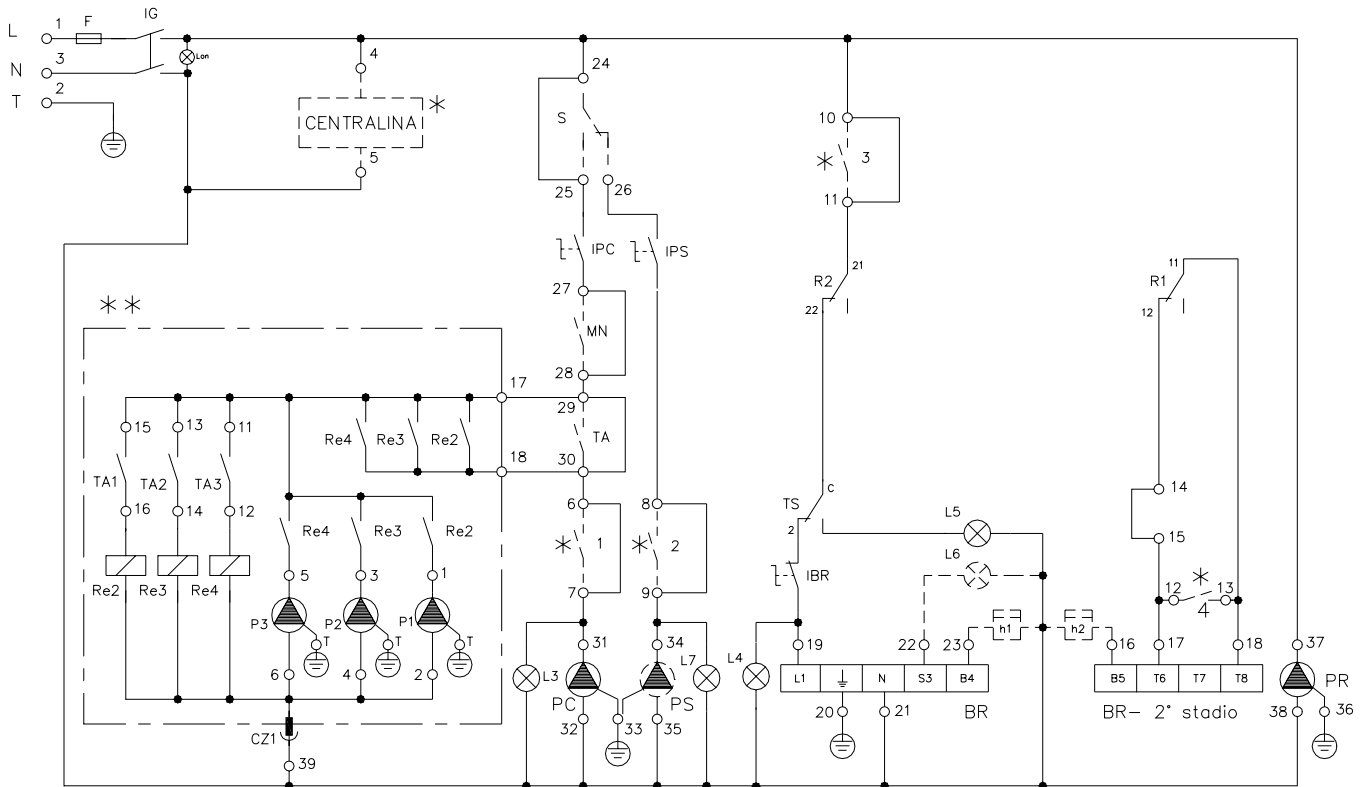 L 1 F IG
Lon
N 3
T 2
4
CENTRALINA *
5
24
S
25 26
IPC IPS
27
MN
28
29
TA
30
6 8
* 1 * 2
7 9
10
* 3
11
R2 21
22
R1 11
12
* *
17
18
15 13 11
TA1 TA2 TA3
16 14 12
Re2 Re3 Re4
Re4 Re3 Re2
Re4 Re3 Re2
5 3 1
P3 P2 P1
T T T
6 4 2
CZ1
39
TS C
2
IBR
L5
L6
h1 h2
14
15
12 * 13
4
L3 31 34 L7 L4
PC PS
32 33 35
19 22 23
L1 N S3 B4
20 21 BR
16 17 18
B5 T6 T7 T8
BR- 2° stadio
37
PR
38 36